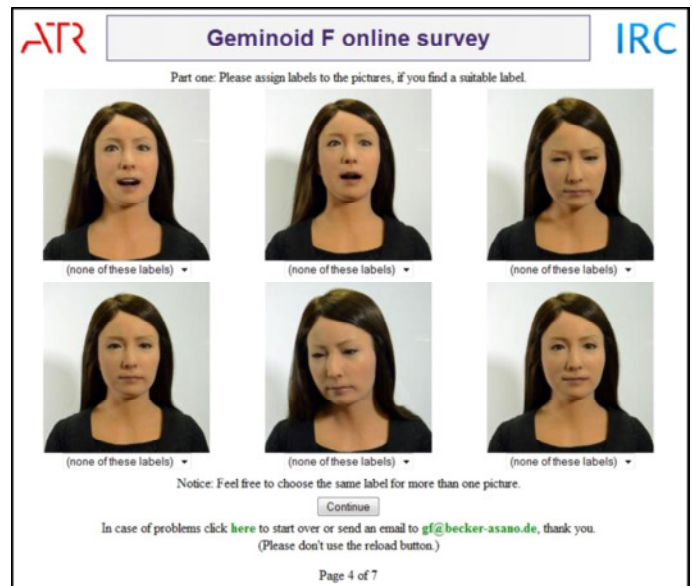 ATR
Geminoid F online survey
IRC
Part one: Please assign labels to the pictures, if you find a suitable label.
(none of these labels)
(none of these labels)
(none of these labels)
(none of these labels)
(none of these labels)
(none of these labels)
Notice: Feel free to choose the same label for more than one picture.
Continue
In case of problems click here to start over or send an email to gf@becker-asano.de, thank you.
(Please don't use the reload button.)
Page 4 of 7